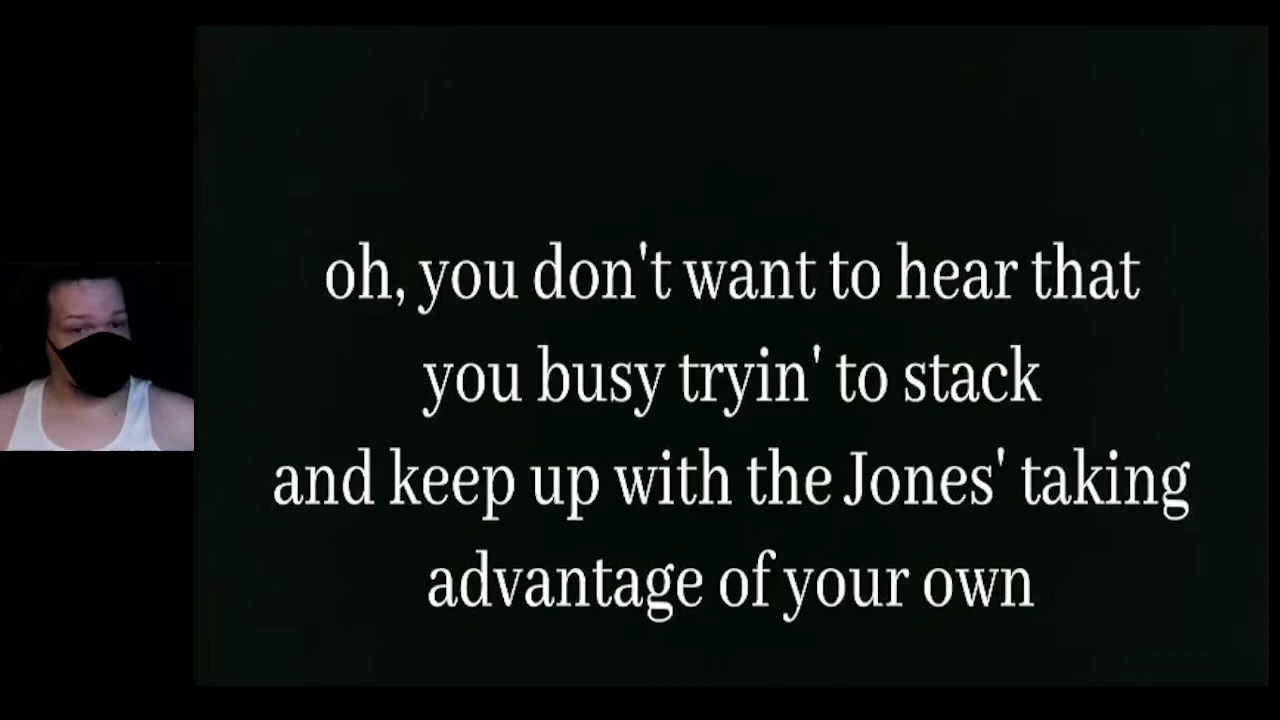 oh, you don't want to hear that
you busy tryin' to stack
and keep up with the Jones' taking
advantage of your own